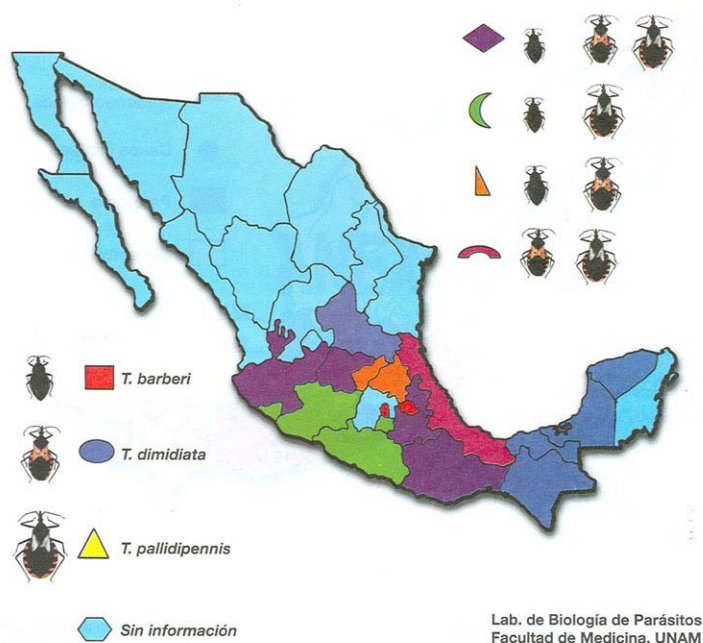 T. barberi
T. dimidiata
T. pallidipennis
Sin información
Lab. de Biología de Parásitos
Facultad de Medicina, UNAM